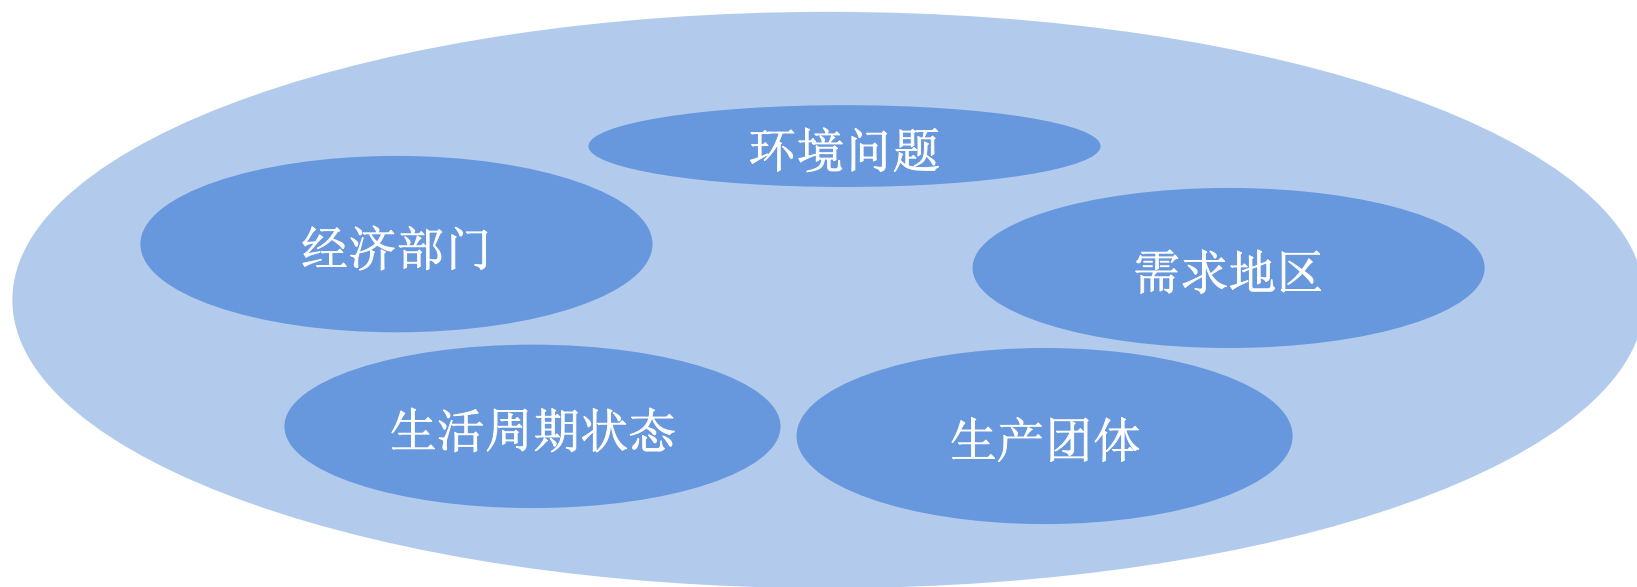 环境问题
经济部门
需求地区
生活周期状态
生产团体